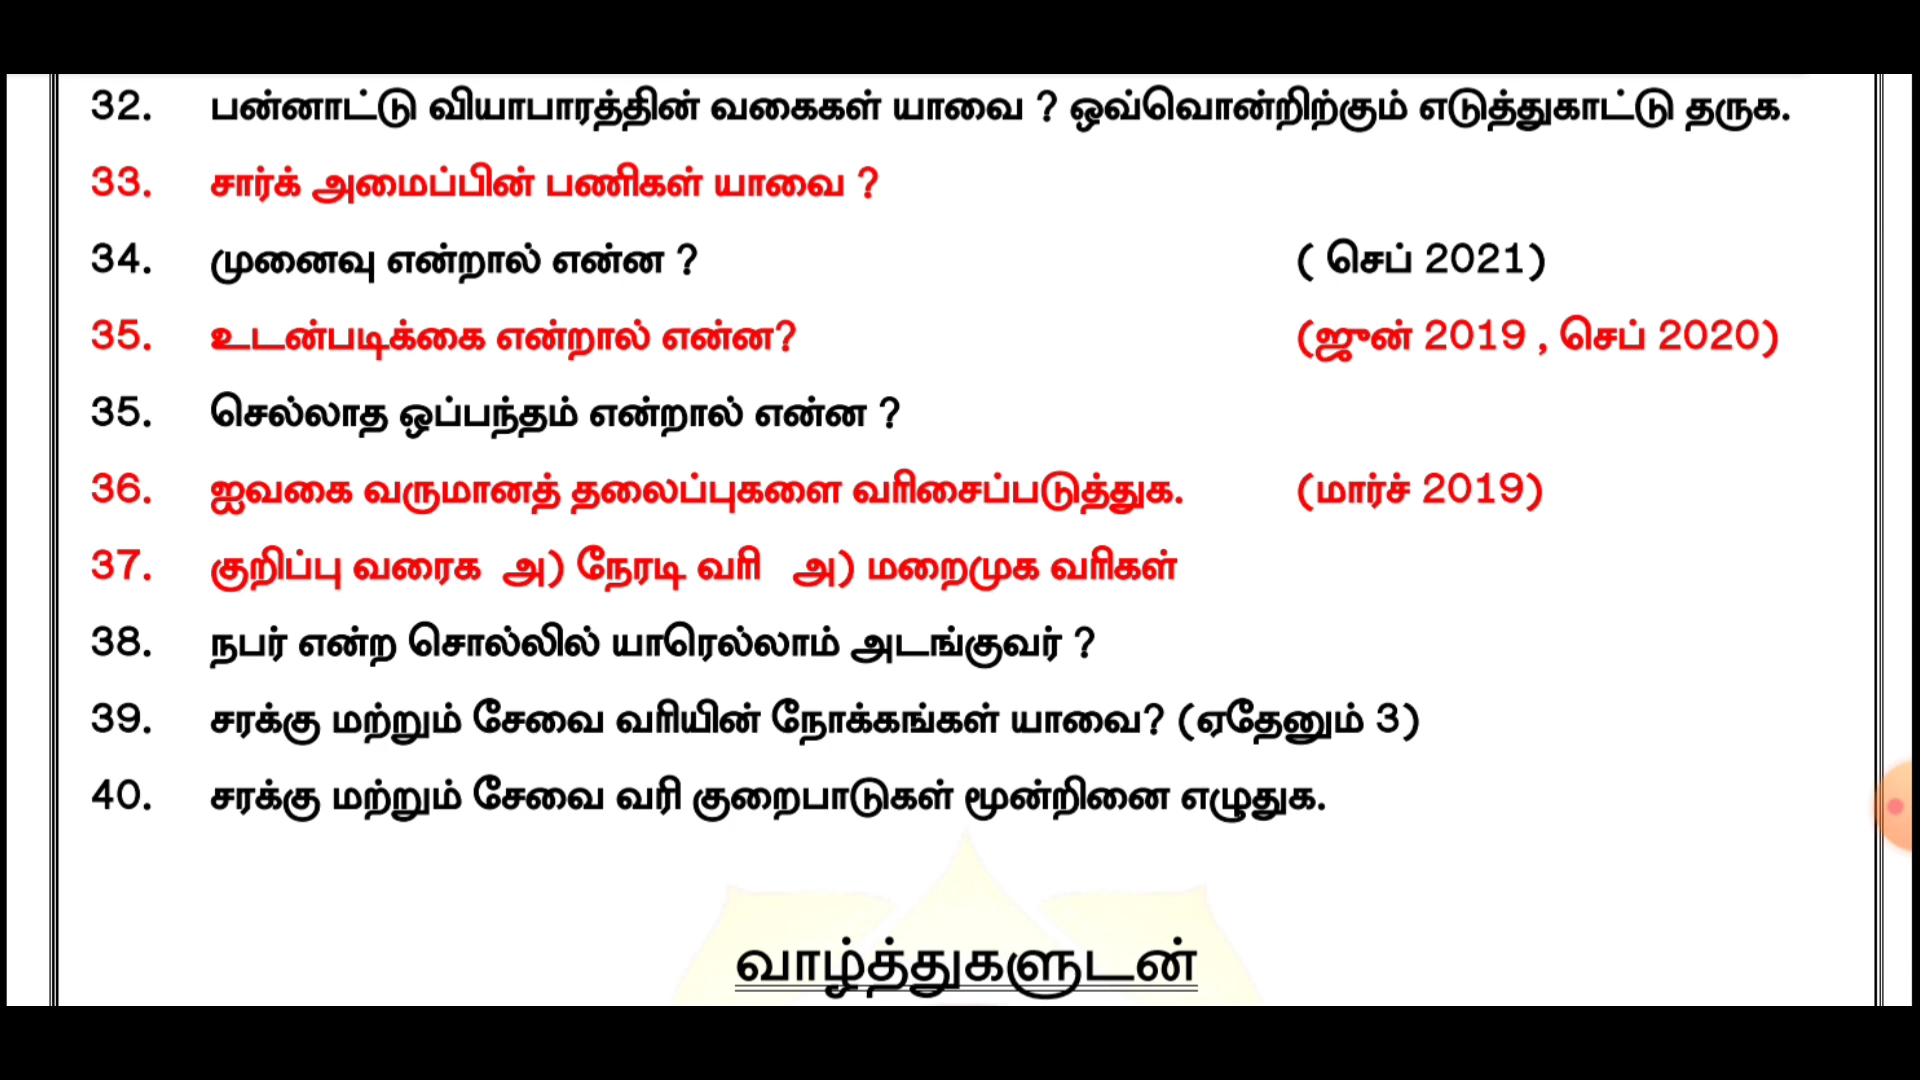 32. பன்னாட்டு வியாபாரத்தின் வகைகள் யாவை ? ஒவ்வொன்றிற்கும் எடுத்துகாட்டு தருக.
33. சார்க் அமைப்பின் பணிகள் யாவை ?
34. முனைவு என்றால் என்ன ? ( செப் 2021)
35. உடன்படிக்கை என்றால் என்ன? (ஜுன் 2019 , செப் 2020)
35. செல்லாத ஒப்பந்தம் என்றால் என்ன ?
36. ஐவகை வருமானத் தலைப்புகளை வரிசைப்படுத்துக. (மார்ச் 2019)
37. குறிப்பு வரைக அ) நேரடி வரி அ) மறைமுக வரிகள்
38. நபர் என்ற சொல்லில் யாரெல்லாம் அடங்குவர் ?
39. சரக்கு மற்றும் சேவை வரியின் நோக்கங்கள் யாவை? (ஏதேனும் 3)
40. சரக்கு மற்றும் சேவை வரி குறைபாடுகள் மூன்றினை எழுதுக.
வாழ்த்துகளுடன்